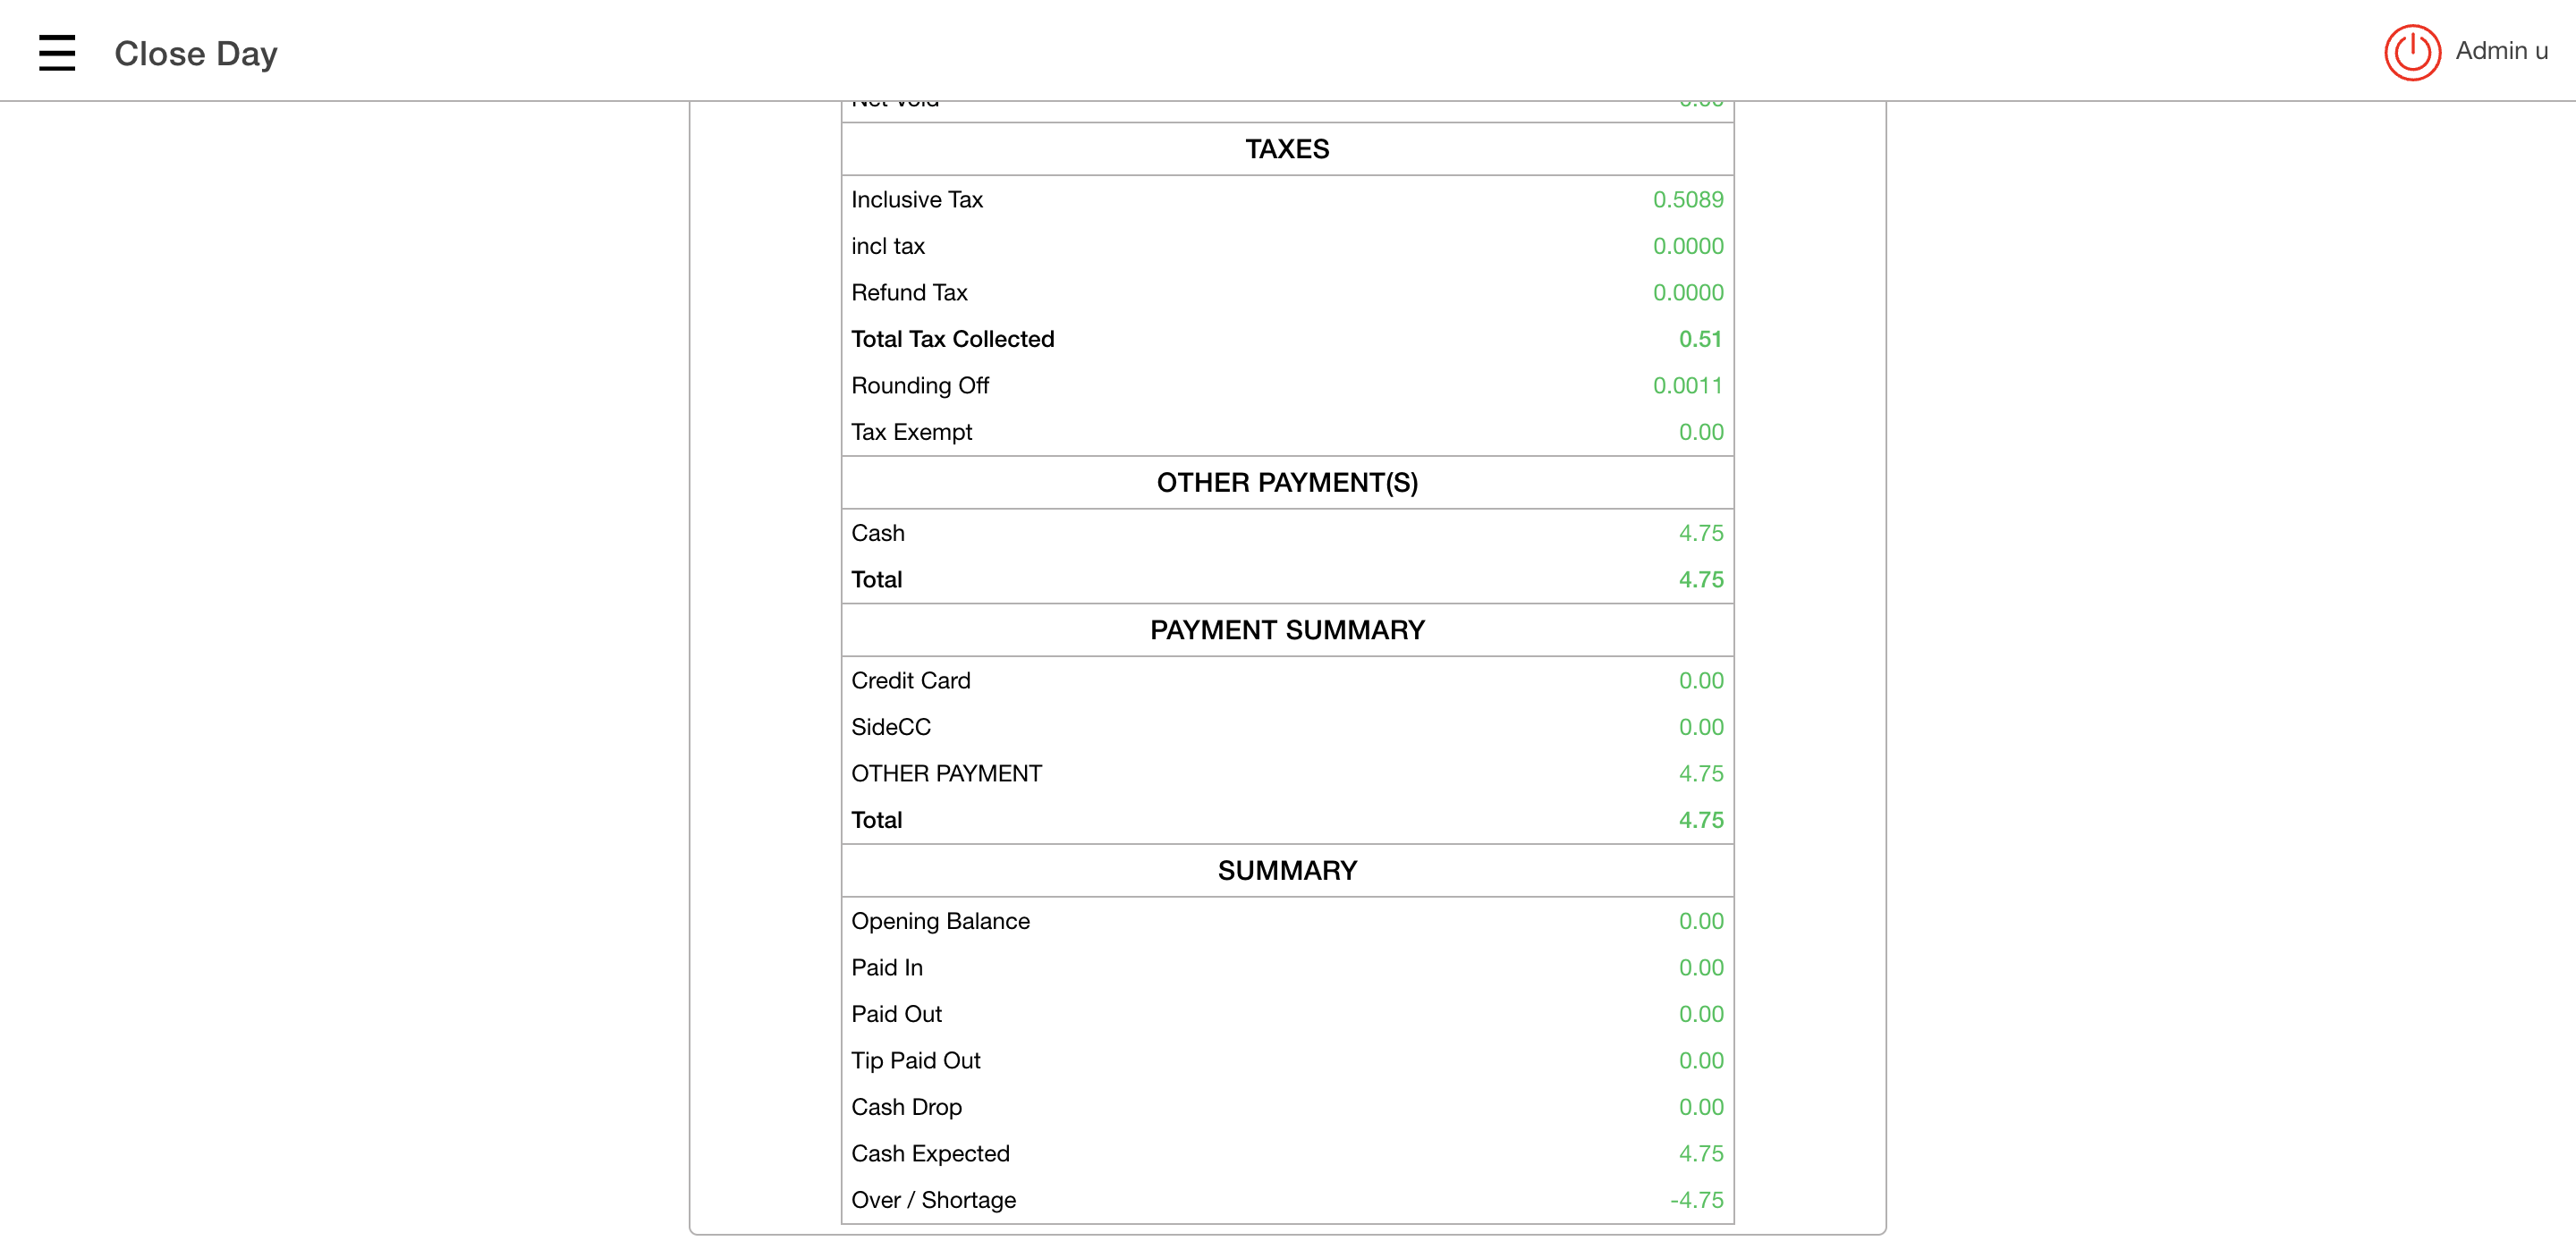 Close Day
Admin u
Net Void 0.00
TAXES
Inclusive Tax 0.5089
incl tax 0.0000
Refund Tax 0.0000
Total Tax Collected 0.51
Rounding Off 0.0011
Tax Exempt 0.00
OTHER PAYMENT(S)
Cash 4.75
Total 4.75
PAYMENT SUMMARY
Credit Card 0.00
SideCC 0.00
OTHER PAYMENT 4.75
Total 4.75
SUMMARY
Opening Balance 0.00
Paid In 0.00
Paid Out 0.00
Tip Paid Out 0.00
Cash Drop 0.00
Cash Expected 4.75
Over / Shortage -4.75